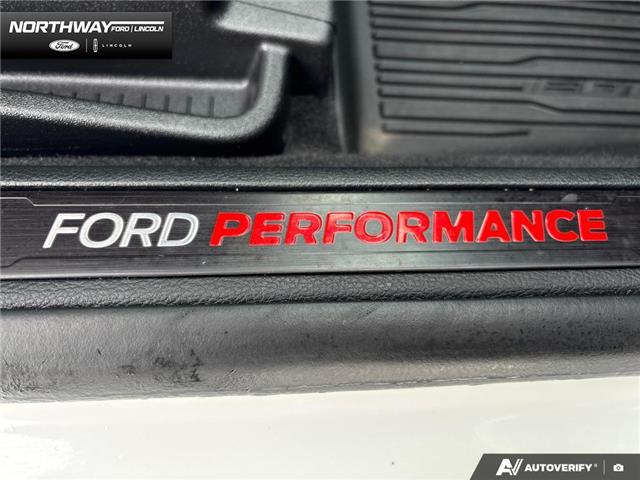 NORTHWAY
FORD | LINCOLN
Ford | LINCOLN
FORD PERFORMANCE
AUTOVERIFY